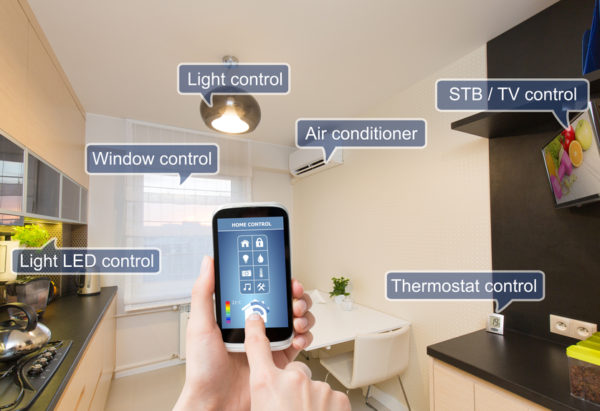 Light control
STB / TV control
Air conditioner
Window control
HOME CONTROL
Light LED control
Thermostat control